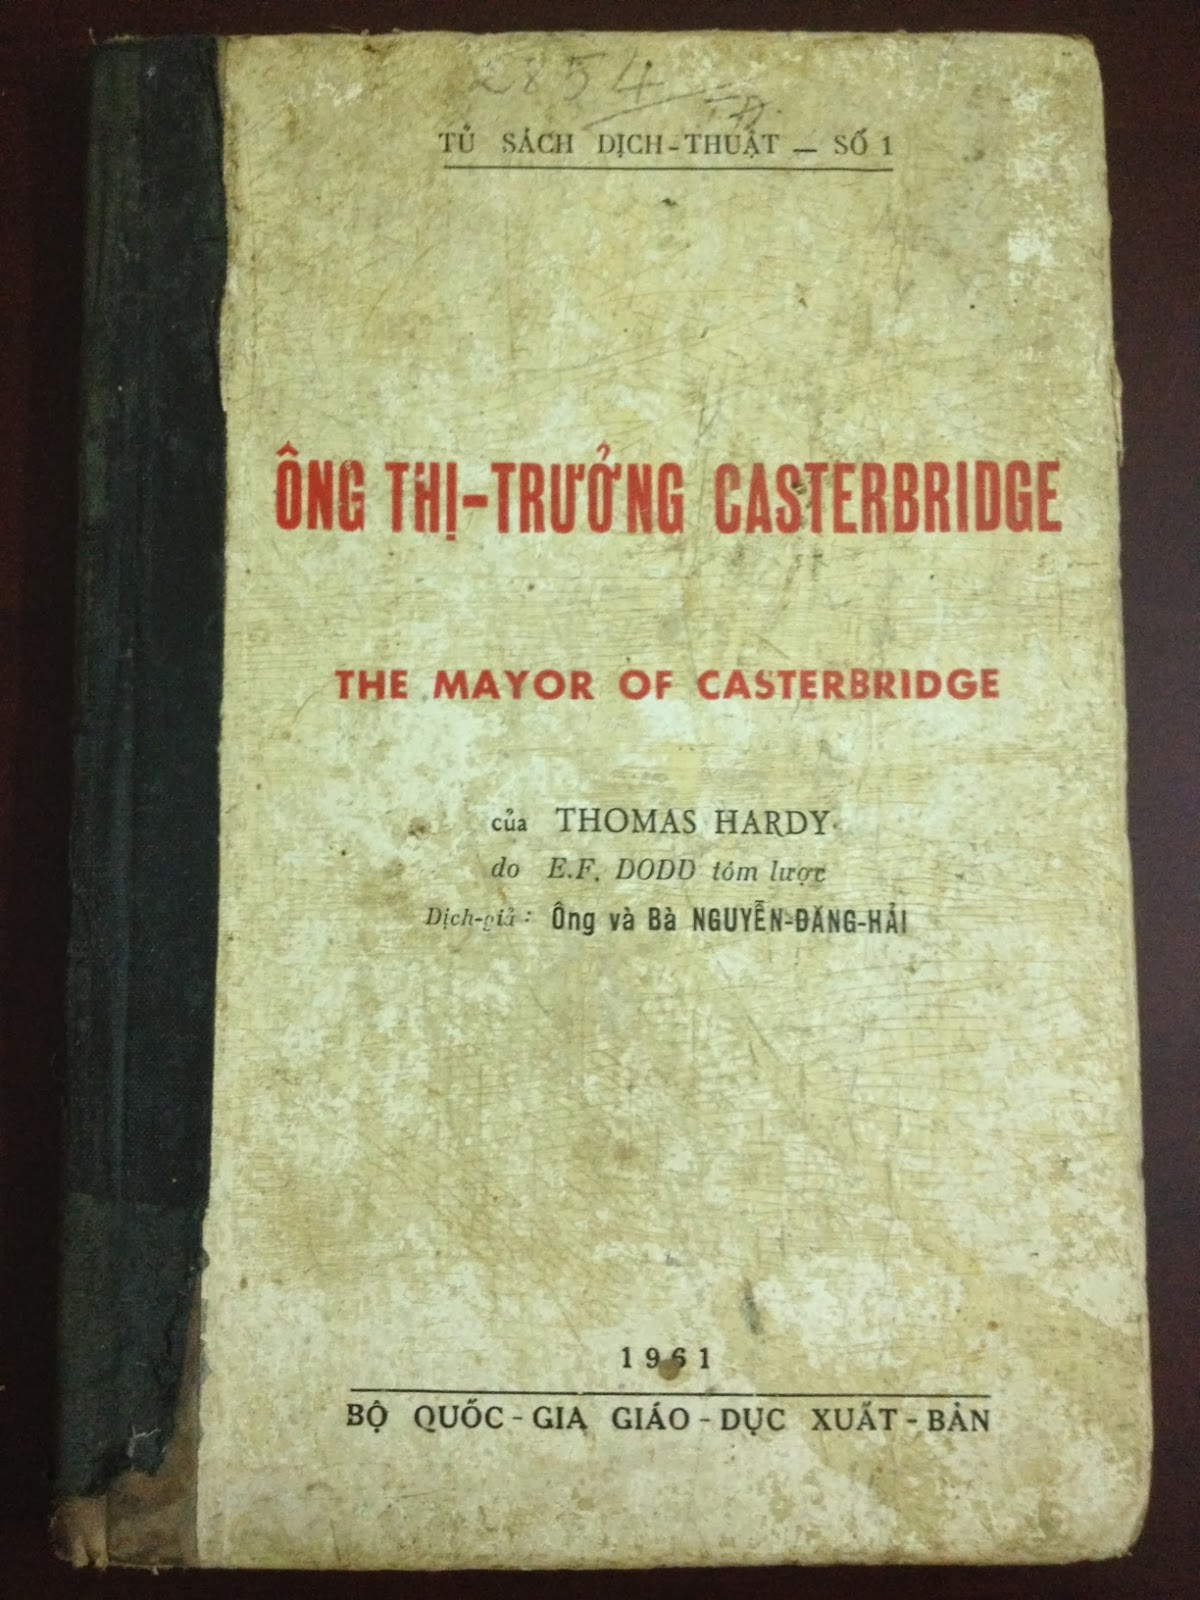 2854
TỦ SÁCH DỊCH-THUẬT — SỐ 1
ÔNG THỊ-TRƯỞNG CASTERBRIDGE
THE MAYOR OF CASTERBRIDGE
của THOMAS HARDY
do E.F. DODD tóm lược
Dịch-giả : Ông và Bà NGUYỄN-ĐĂNG-HẢI
1961
BỘ QUỐC-GIA GIÁO-DỤC XUẤT-BẢN